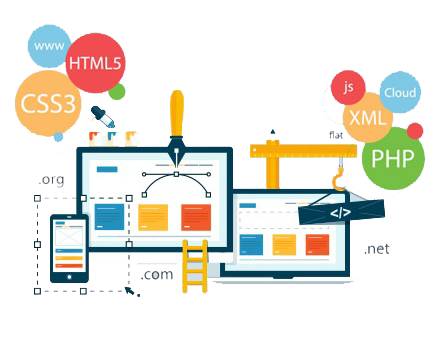 www
HTML5
CSS3
js
Cloud
XML
flat
PHP
.org
</>
.net
.com